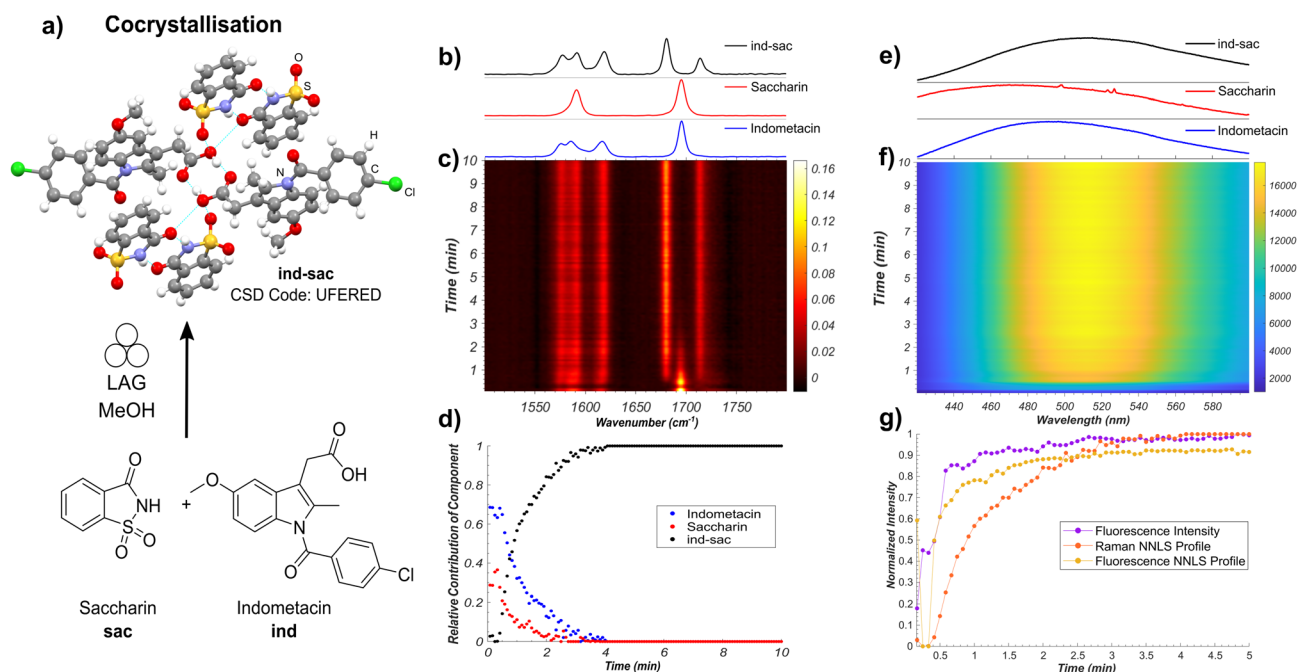 a)
Cocrystallisation
O
S
H
C
Cl
N
ind-sac
CSD Code: UFERED
LAG
MeOH
O
NH
S
O
O
+
O
O
OH
N
O
Cl
Saccharin
sac
Indometacin
ind
b)
ind-sac
Saccharin
Indometacin
c)
10
9
8
7
6
5
4
3
2
1
Time (min)
1550
1600
1650
1700
1750
Wavenumber (cm-1)
0.16
0.14
0.12
0.1
0.08
0.06
0.04
0.02
0
d)
1
0.8
0.6
0.4
0.2
0
Relative Contribution of Component
Indometacin
Saccharin
ind-sac
0
2
4
6
8
10
Time (min)
e)
ind-sac
Saccharin
Indometacin
f)
10
9
8
7
6
5
4
3
2
1
Time (min)
440
460
480
500
520
540
560
580
Wavelength (nm)
16000
14000
12000
10000
8000
6000
4000
2000
g)
1
0.9
0.8
0.7
0.6
0.5
0.4
0.3
0.2
0.1
0
Normalized Intensity
Fluorescence Intensity
Raman NNLS Profile
Fluorescence NNLS Profile
0.5
1
1.5
2
2.5
3
3.5
4
4.5
5
Time (min)